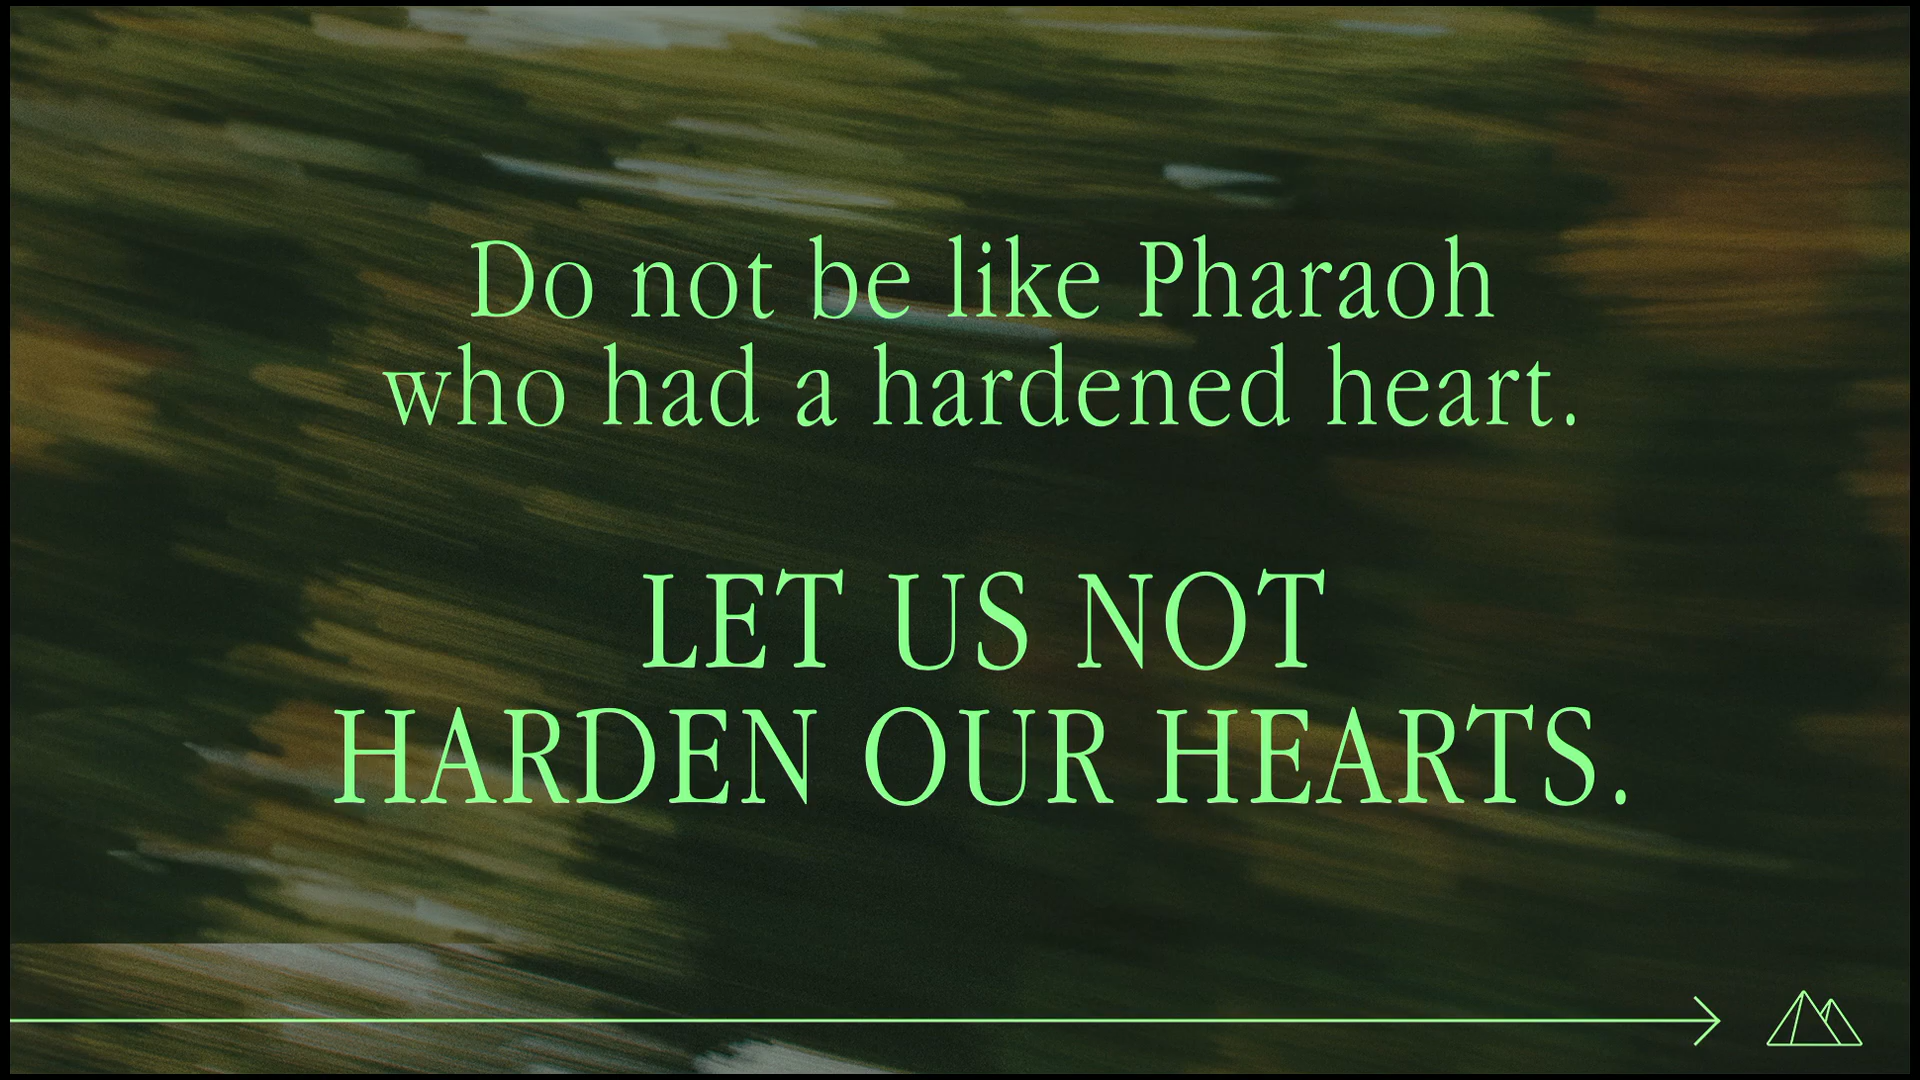 Do not be like Pharaoh
who had a hardened heart.
LET US NOT
HARDEN OUR HEARTS.